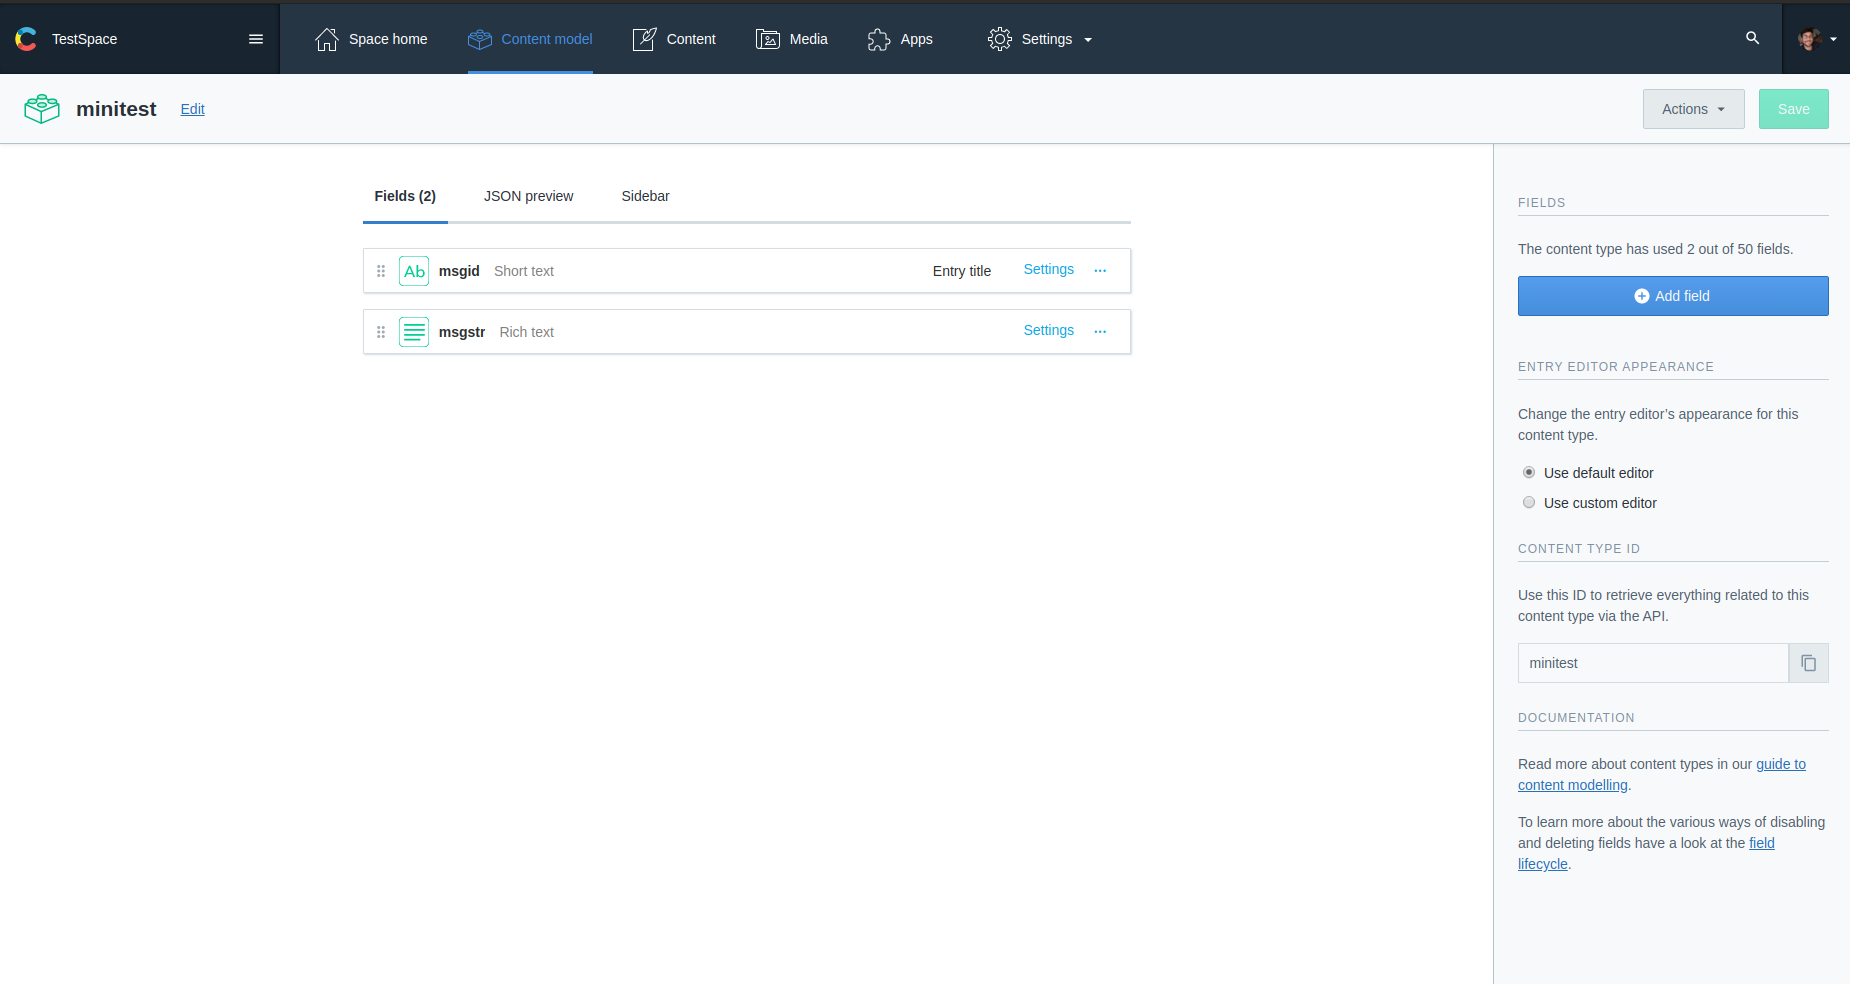 TestSpace
Space home
Content model
Content
Media
Apps
Settings
minitest
Edit
Actions
Save
Fields (2)
JSON preview
Sidebar
Ab
msgid
Short text
Entry title
Settings
...
msgstr
Rich text
Settings
...
FIELDS
The content type has used 2 out of 50 fields.
Add field
ENTRY EDITOR APPEARANCE
Change the entry editor’s appearance for this
content type.
Use default editor
Use custom editor
CONTENT TYPE ID
Use this ID to retrieve everything related to this
content type via the API.
minitest
DOCUMENTATION
Read more about content types in our guide to
content modelling.
To learn more about the various ways of disabling
and deleting fields have a look at the field
lifecycle.